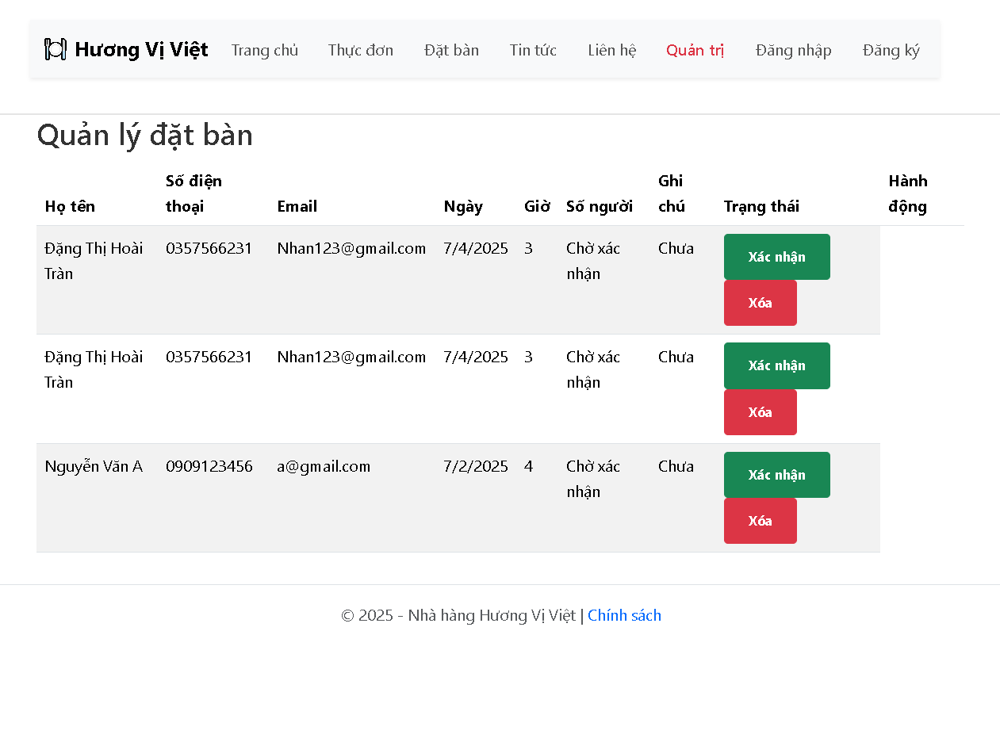 Hương Vị Việt Trang chủ Thực đơn Đặt bàn Tin tức Liên hệ Quản trị Đăng nhập Đăng ký
Quản lý đặt bàn
Họ tên Số điện thoại Email Ngày Giờ Số người Ghi chú Trạng thái Hành động
Đặng Thị Hoài Tràn 0357566231 Nhan123@gmail.com 7/4/2025 3 Chờ xác nhận Chưa Xác nhận Xóa
Đặng Thị Hoài Tràn 0357566231 Nhan123@gmail.com 7/4/2025 3 Chờ xác nhận Chưa Xác nhận Xóa
Nguyễn Văn A 0909123456 a@gmail.com 7/2/2025 4 Chờ xác nhận Chưa Xác nhận Xóa
© 2025 - Nhà hàng Hương Vị Việt | Chính sách